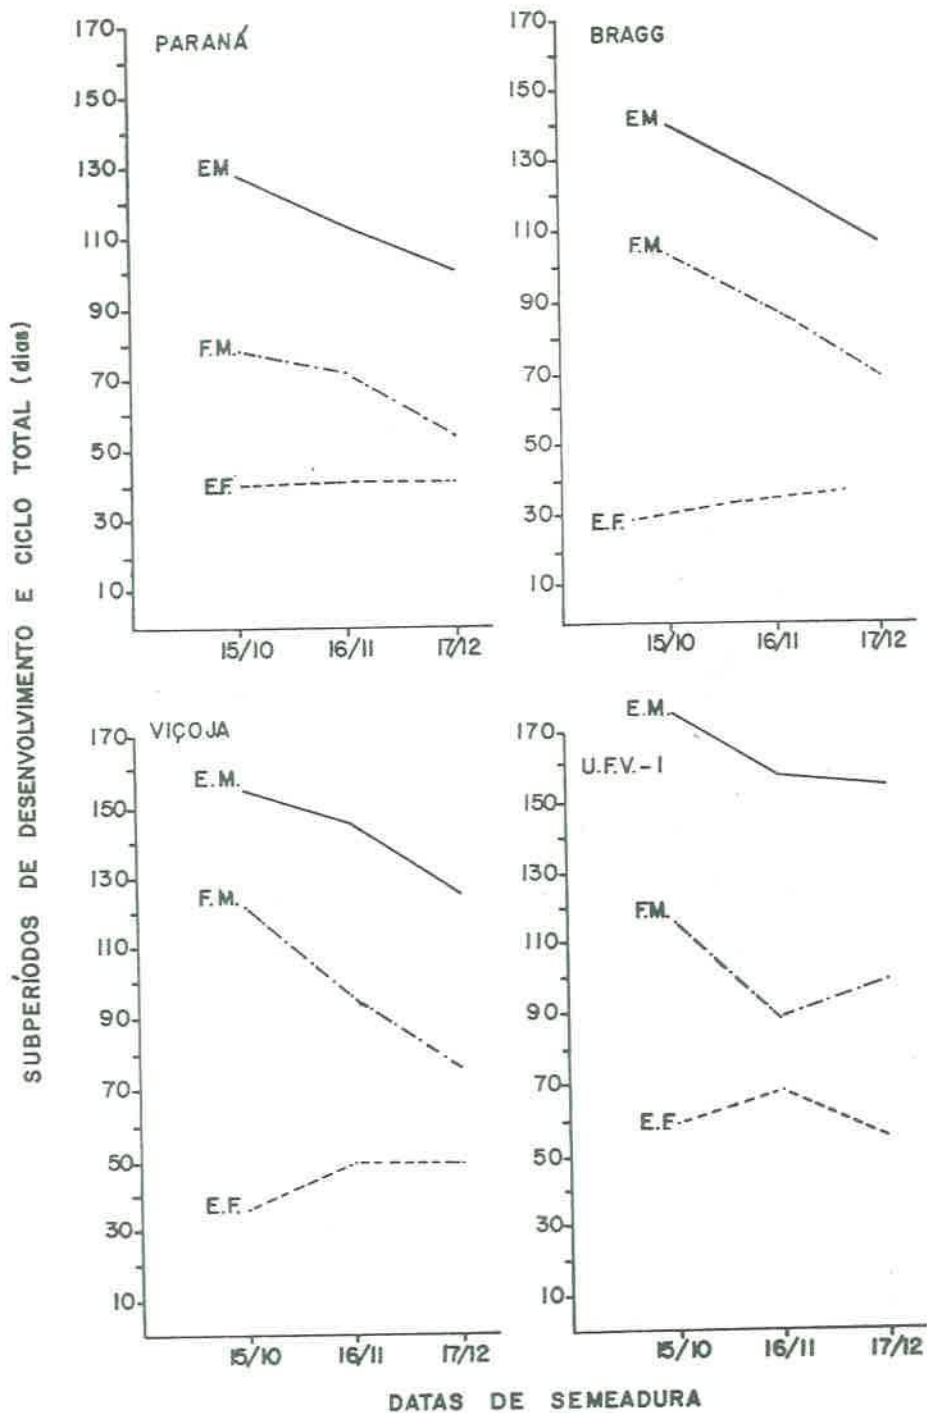 SUBPERÍODOS DE DESENVOLVIMENTO E CICLO TOTAL (dias)
PARANÁ
170
150
130
110
90
70
50
30
10
EM
F.M.
E.F.
15/10 16/11 17/12
BRAGG
170
150
130
110
90
70
50
30
10
EM
F.M.
E.F.
15/10 16/11 17/12
VIÇOJA
170
150
130
110
90
70
50
30
10
E.M.
F.M.
E.F.
15/10 16/11 17/12
U.F.V.-1
170
150
130
110
90
70
50
30
10
E.M.
F.M.
E.F
15/10 16/11 17/12
DATAS DE SEMEADURA